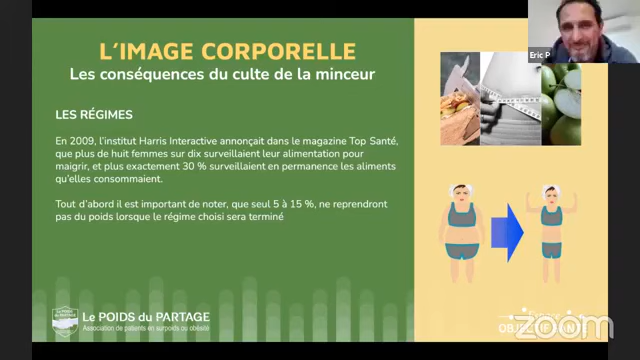 L’IMAGE CORPORELLE
Les conséquences du culte de la minceur
Eric P
LES RÉGIMES
En 2009, l’institut Harris Interactive annonçait dans le magazine Top Santé,
que plus de huit femmes sur dix surveillaient leur alimentation pour
maigrir, et plus exactement 30 % surveillaient en permanence les aliments
qu’elles consommaient.
Tout d’abord il est important de noter, que seul 5 à 15 %, ne reprendront
pas du poids lorsque le régime choisi sera terminé
Le POIDS du PARTAGE
Le POIDS du PARTAGE
Association de patients en surpoids ou obésité
zoom